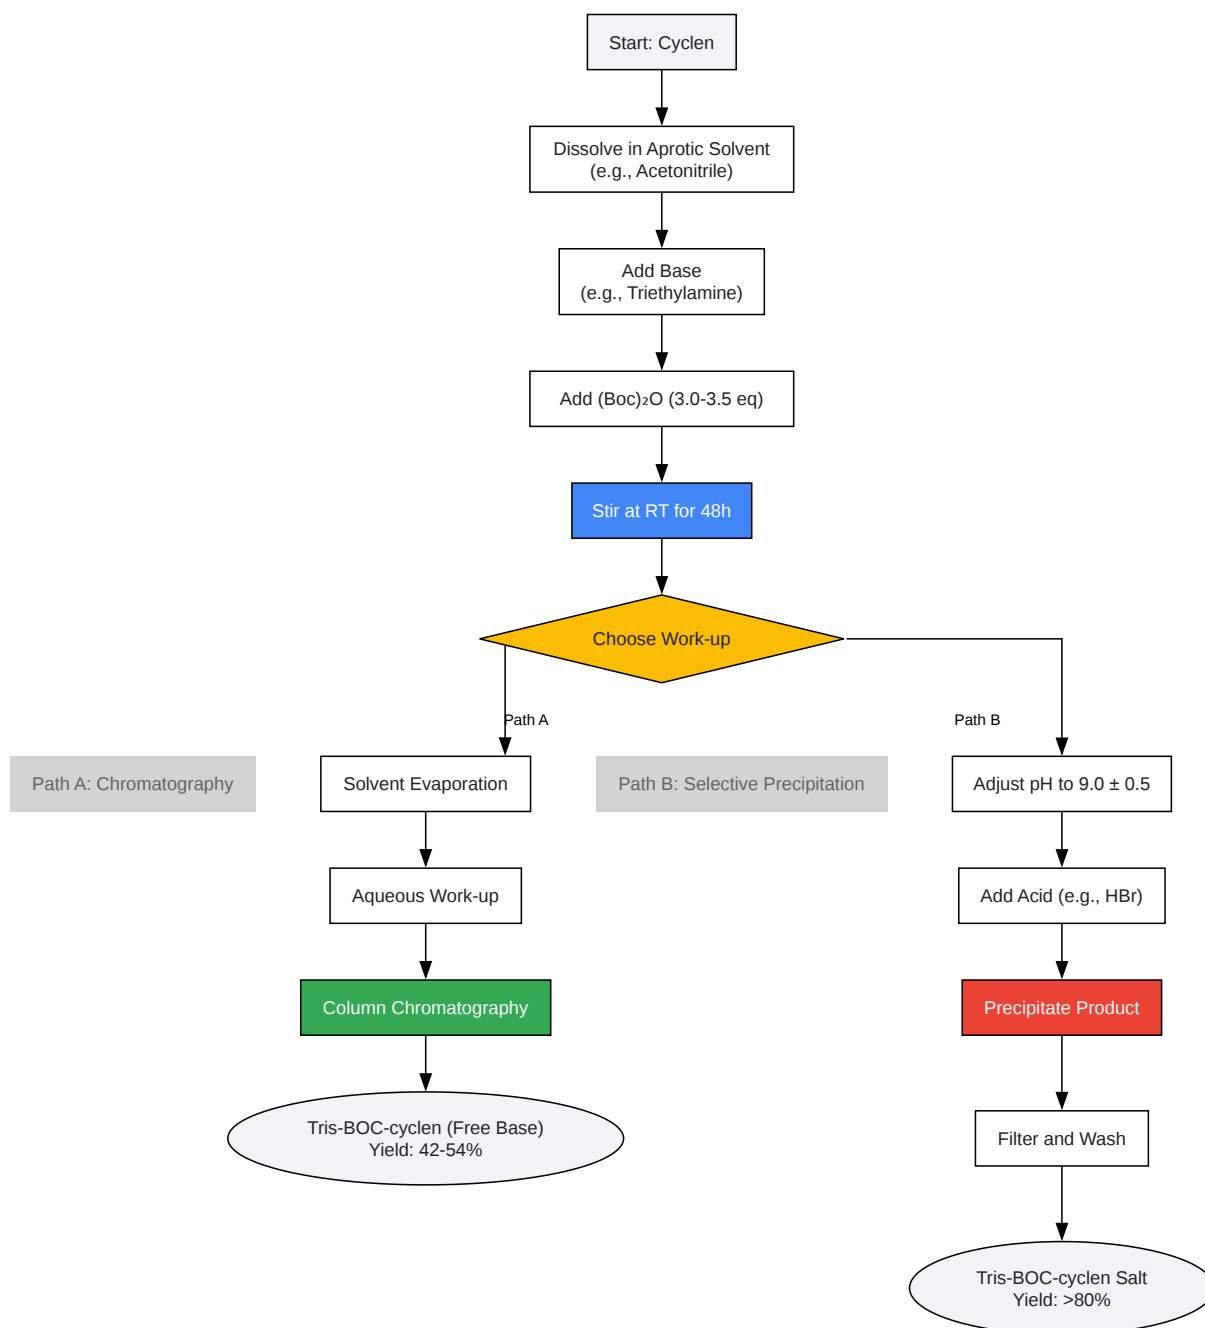 Start: Cyclen
Dissolve in Aprotic Solvent
(e.g., Acetonitrile)
Add Base
(e.g., Triethylamine)
Add (Boc)₂O (3.0-3.5 eq)
Stir at RT for 48h
Choose Work-up
Path A
Path B
Path A: Chromatography
Solvent Evaporation
Path B: Selective Precipitation
Adjust pH to 9.0 ± 0.5
Aqueous Work-up
Add Acid (e.g., HBr)
Column Chromatography
Precipitate Product
Tris-BOC-cyclen (Free Base)
Yield: 42-54%
Filter and Wash
Tris-BOC-cyclen Salt
Yield: >80%